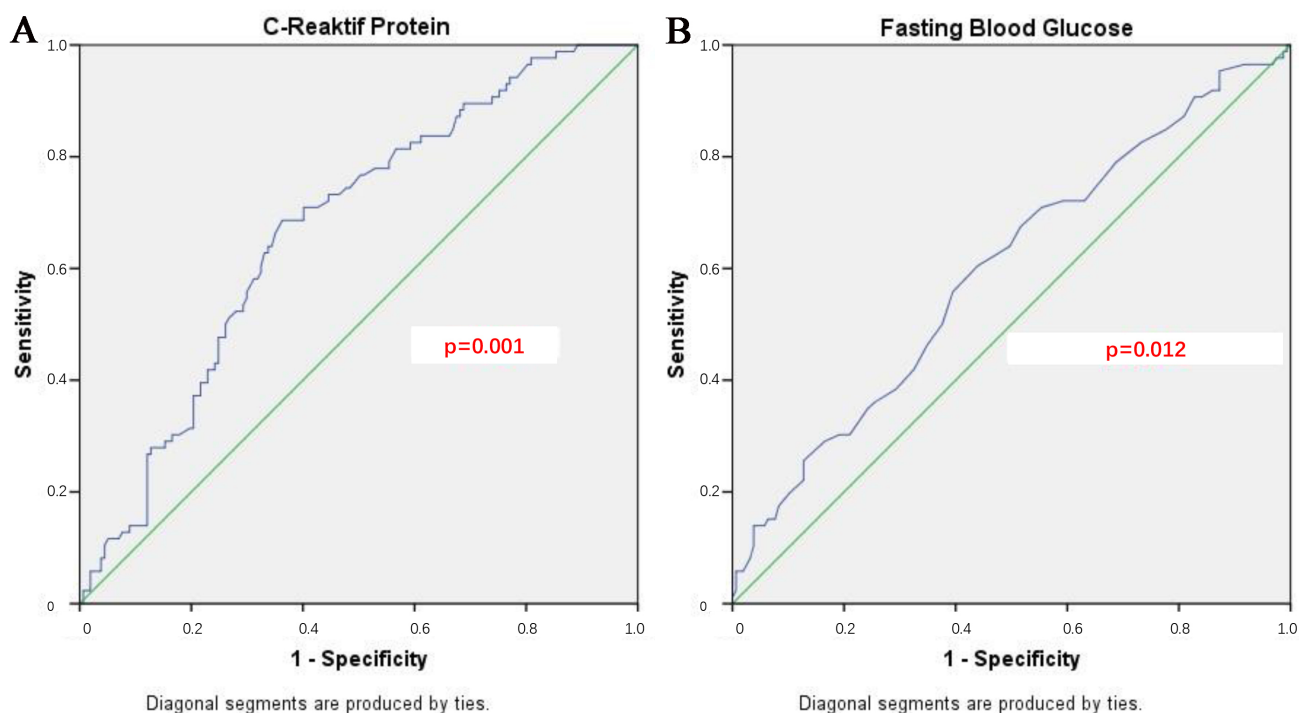 A
C-Reaktif Protein
1.0
0.8
0.6
0.4
0.2
0.
Sensitivity
p=0.001
0 0.2 0.4 0.6 0.8 1.0
1 - Specificity
Diagonal segments are produced by ties.
B
Fasting Blood Glucose
1.0
0.8
0.6
0.4
0.2
0
Sensitivity
p=0.012
0 0.2 0.4 0.6 0.8 1.0
1 - Specificity
Diagonal segments are produced by ties.